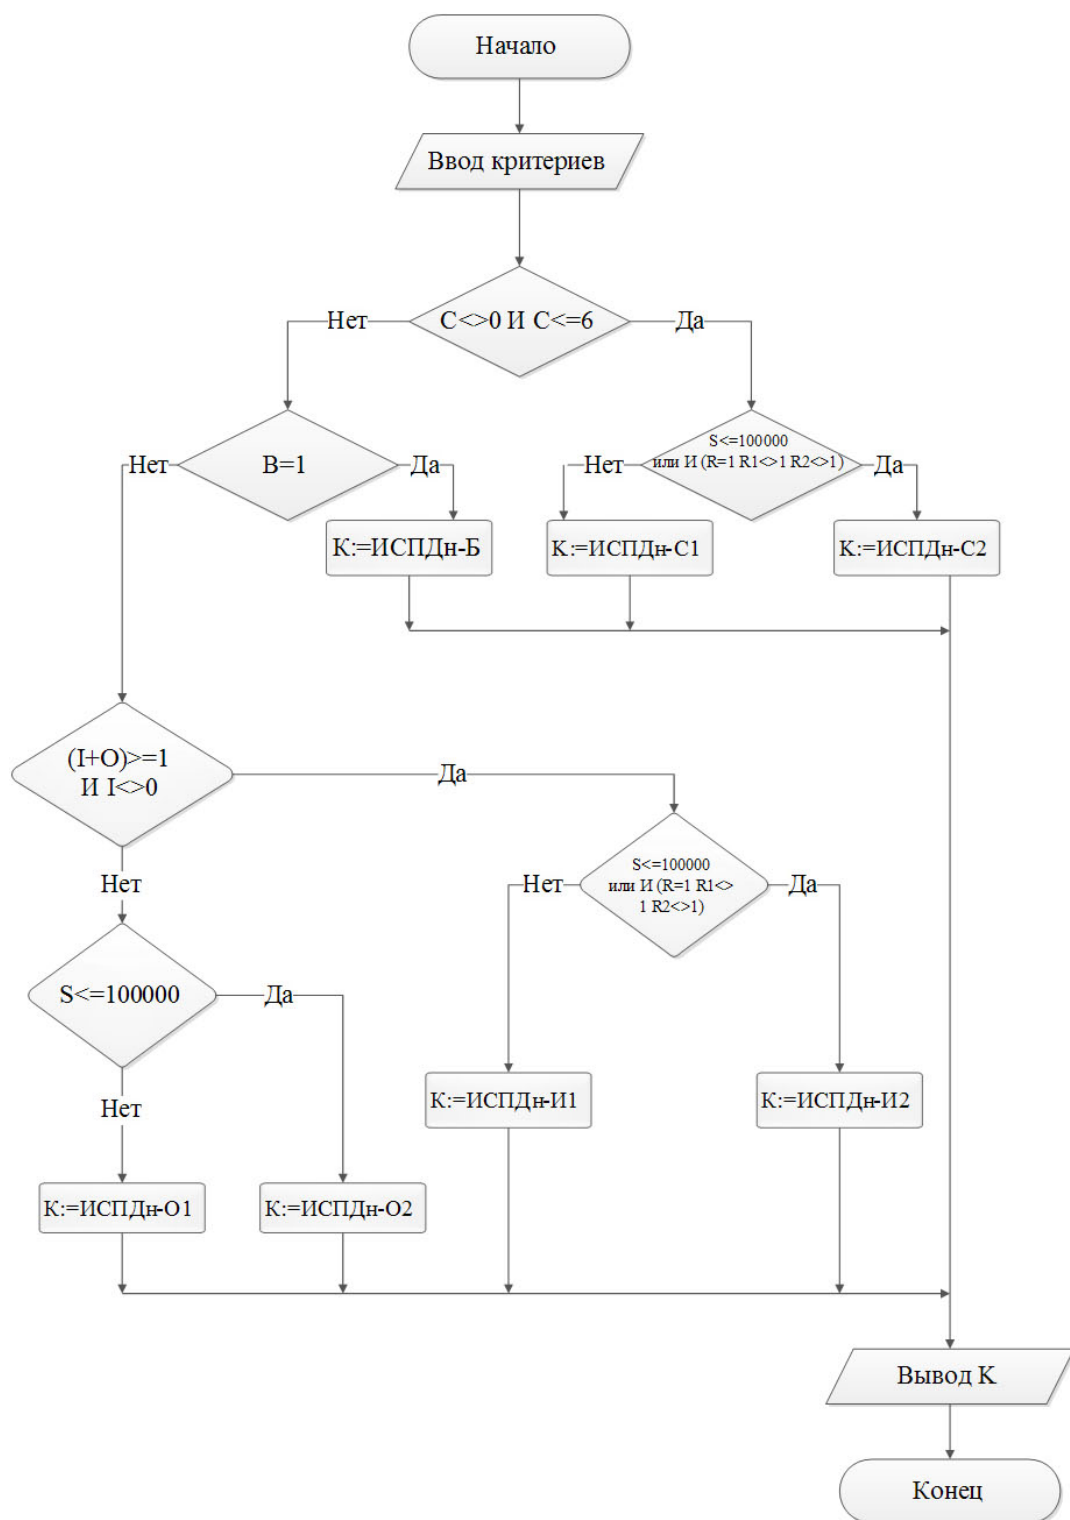 Начало
Ввод критериев
Нет
C<>0 И C<=6
Да
Нет
B=1
Да
Нет
S<=100000
или И (R=1 R1<>1 R2<>1)
Да
К:=ИСПДн-Б
К:=ИСПДн-С1
К:=ИСПДн-С2
(I+O)>=1
И I<>0
Да
Нет
Нет
S<=100000
или И (R=1 R1<>
1 R2<>1)
Да
S<=100000
Да
Нет
К:=ИСПДн-И1
К:=ИСПДн-И2
К:=ИСПДн-О1
К:=ИСПДн-О2
Вывод К
Конец